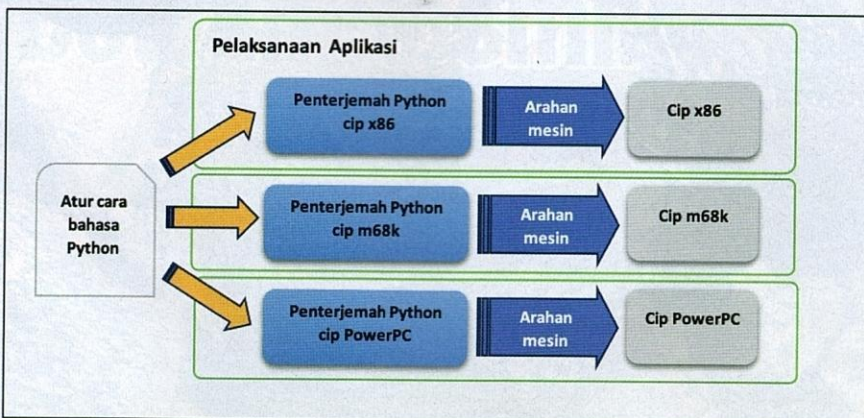 Pelaksanaan Aplikasi
Penterjemah Python
cip x86
Arahan
mesin
Cip x86
Atur cara
bahasa
Python
Penterjemah Python
cip m68k
Arahan
mesin
Cip m68k
Penterjemah Python
cip PowerPC
Arahan
mesin
Cip PowerPC